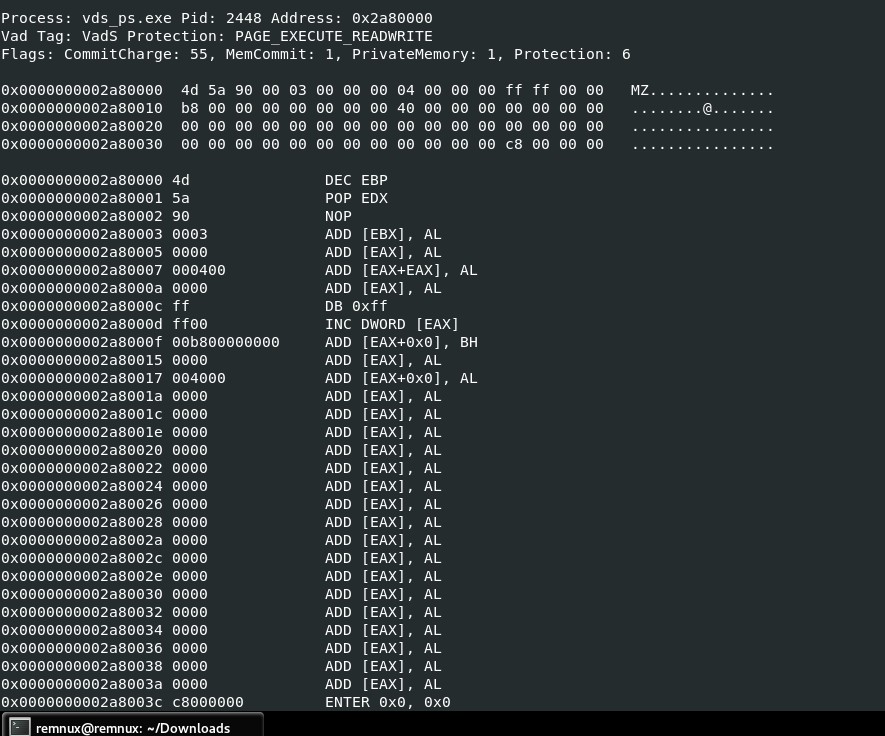 Process: vds_ps.exe Pid: 2448 Address: 0x2a80000
Vad Tag: VadS Protection: PAGE_EXECUTE_READWRITE
Flags: CommitCharge: 55, MemCommit: 1, PrivateMemory: 1, Protection: 6
0x0000000002a80000  4d 5a 90 00 03 00 00 00 04 00 00 00 ff ff 00 00   MZ..............
0x0000000002a80010  b8 00 00 00 00 00 00 00 40 00 00 00 00 00 00 00   ........@.......
0x0000000002a80020  00 00 00 00 00 00 00 00 00 00 00 00 00 00 00 00   ................
0x0000000002a80030  00 00 00 00 00 00 00 00 00 00 00 00 c8 00 00 00   ................
0x0000000002a80000 4d               DEC EBP
0x0000000002a80001 5a               POP EDX
0x0000000002a80002 90               NOP
0x0000000002a80003 0003             ADD [EBX], AL
0x0000000002a80005 0000             ADD [EAX], AL
0x0000000002a80007 000400           ADD [EAX+EAX], AL
0x0000000002a8000a 0000             ADD [EAX], AL
0x0000000002a8000c ff               DB 0xff
0x0000000002a8000d ff00             INC DWORD [EAX]
0x0000000002a8000f 00b800000000     ADD [EAX+0x0], BH
0x0000000002a80015 0000             ADD [EAX], AL
0x0000000002a80017 004000           ADD [EAX+0x0], AL
0x0000000002a8001a 0000             ADD [EAX], AL
0x0000000002a8001c 0000             ADD [EAX], AL
0x0000000002a8001e 0000             ADD [EAX], AL
0x0000000002a80020 0000             ADD [EAX], AL
0x0000000002a80022 0000             ADD [EAX], AL
0x0000000002a80024 0000             ADD [EAX], AL
0x0000000002a80026 0000             ADD [EAX], AL
0x0000000002a80028 0000             ADD [EAX], AL
0x0000000002a8002a 0000             ADD [EAX], AL
0x0000000002a8002c 0000             ADD [EAX], AL
0x0000000002a8002e 0000             ADD [EAX], AL
0x0000000002a80030 0000             ADD [EAX], AL
0x0000000002a80032 0000             ADD [EAX], AL
0x0000000002a80034 0000             ADD [EAX], AL
0x0000000002a80036 0000             ADD [EAX], AL
0x0000000002a80038 0000             ADD [EAX], AL
0x0000000002a8003a 0000             ADD [EAX], AL
0x0000000002a8003c c8000000         ENTER 0x0, 0x0
remnux@remnux: ~/Downloads